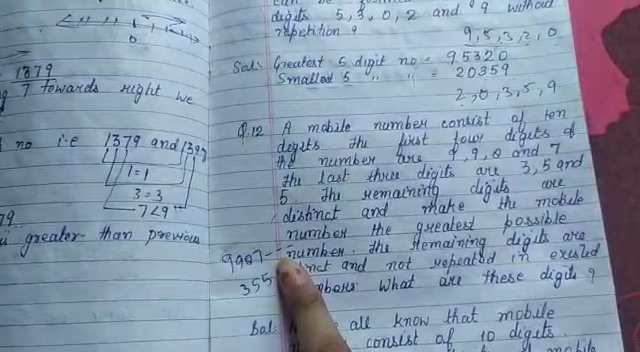 0
1379
7 towards right we
no i.e 1379 and 1397
1 = 1
3 = 3
7 < 9
79
is greater than previous
digits 5, 3, 0, 2 and 9 without
repetition ?
9, 5, 3, 2, 0
Sol: Greatest 5 digit no = 95320
Smallest 5 " " = 20359
2, 0, 3, 5, 9
Q.12 A mobile number consist of ten
digits the first four digits of
the number are 9, 9, 8 and 7
the last three digits are 3, 5 and
5. The remaining digits are
distinct and make the mobile
number the greatest possible
number. the remaining digits are
and not repeated in
9987-
355
What are these digits ?
Sol: all know that mobile
consist of 10 digits.
mobile